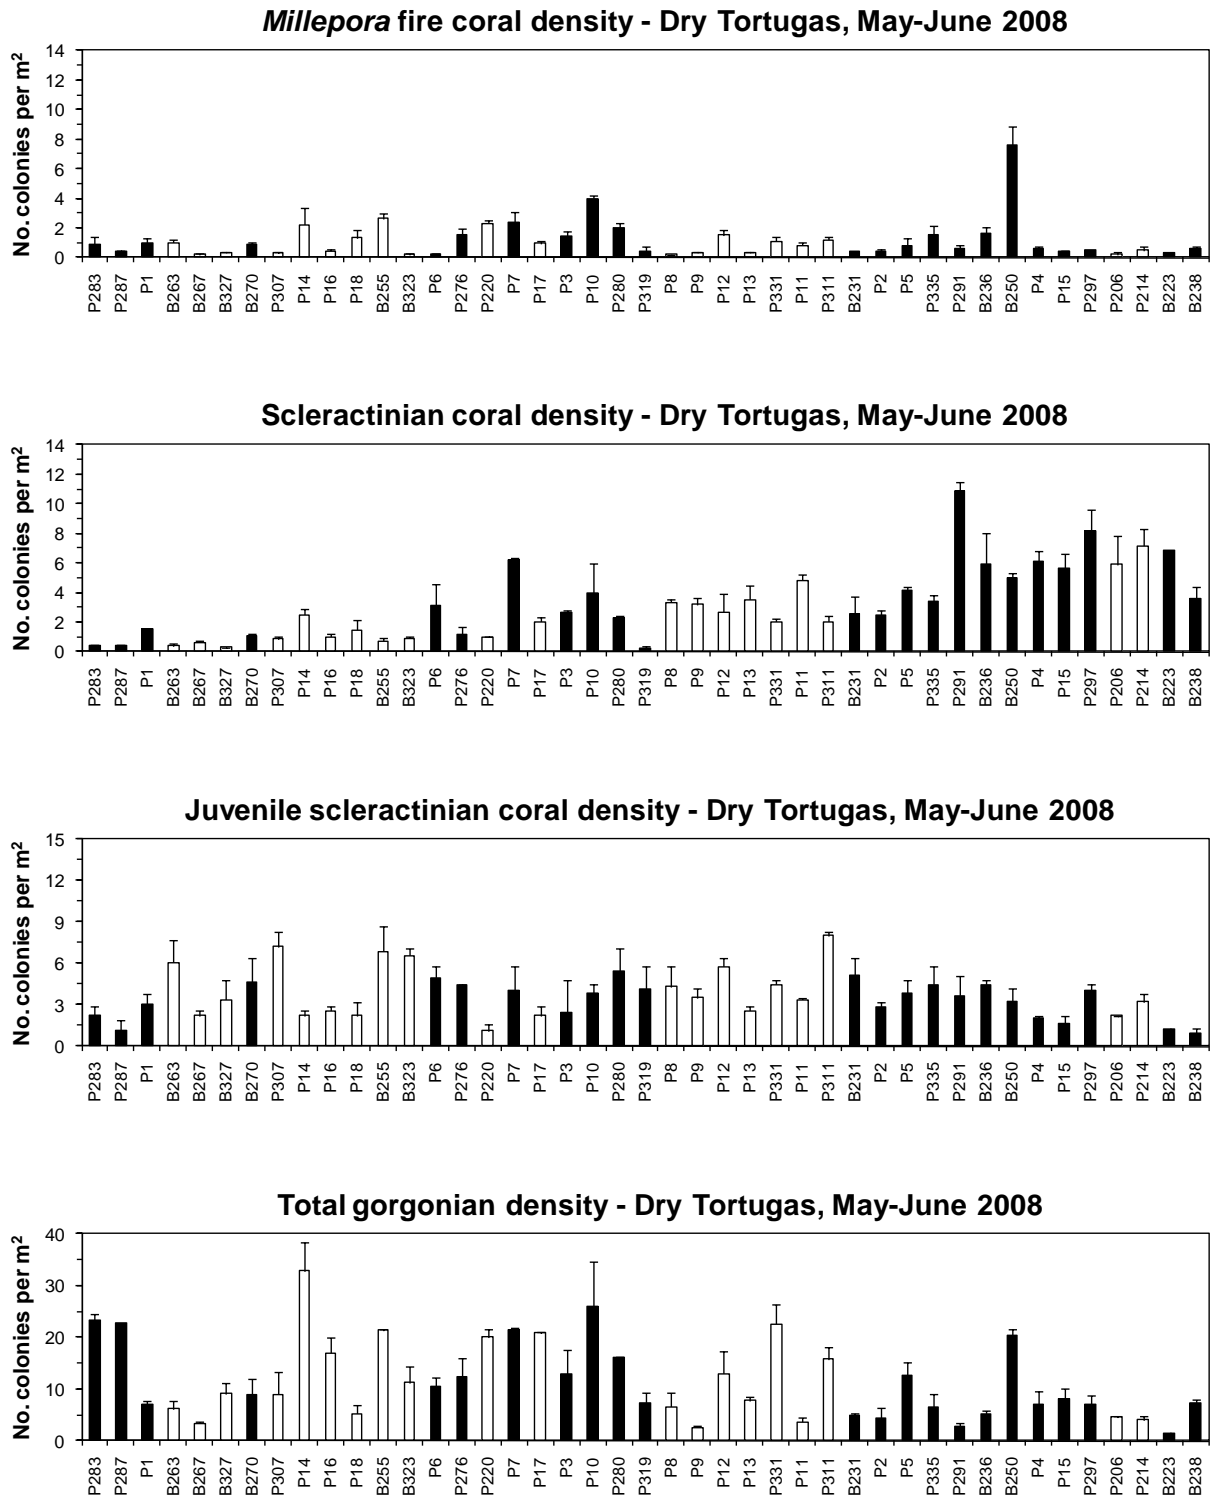 Millepora fire coral density - Dry Tortugas, May-June 2008
No. colonies per m²
14
12
10
8
6
4
2
0
P283 P287 P1 B263 B267 B327 B270 P307 P14 P16 P18 B255 B323 P6 P276 P220 P7 P17 P3 P10 P280 P319 P8 P9 P12 P13 P331 P11 P311 B231 P2 P5 P335 P291 B236 B250 P4 P15 P297 P206 P214 B223 B238
Scleractinian coral density - Dry Tortugas, May-June 2008
No. colonies per m²
14
12
10
8
6
4
2
0
P283 P287 P1 B263 B267 B327 B270 P307 P14 P16 P18 B255 B323 P6 P276 P220 P7 P17 P3 P10 P280 P319 P8 P9 P12 P13 P331 P11 P311 B231 P2 P5 P335 P291 B236 B250 P4 P15 P297 P206 P214 B223 B238
Juvenile scleractinian coral density - Dry Tortugas, May-June 2008
No. colonies per m²
15
12
9
6
3
0
P283 P287 P1 B263 B267 B327 B270 P307 P14 P16 P18 B255 B323 P6 P276 P220 P7 P17 P3 P10 P280 P319 P8 P9 P12 P13 P331 P11 P311 B231 P2 P5 P335 P291 B236 B250 P4 P15 P297 P206 P214 B223 B238
Total gorgonian density - Dry Tortugas, May-June 2008
No. colonies per m²
40
30
20
10
0
P283 P287 P1 B263 B267 B327 B270 P307 P14 P16 P18 B255 B323 P6 P276 P220 P7 P17 P3 P10 P280 P319 P8 P9 P12 P13 P331 P11 P311 B231 P2 P5 P335 P291 B236 B250 P4 P15 P297 P206 P214 B223 B238